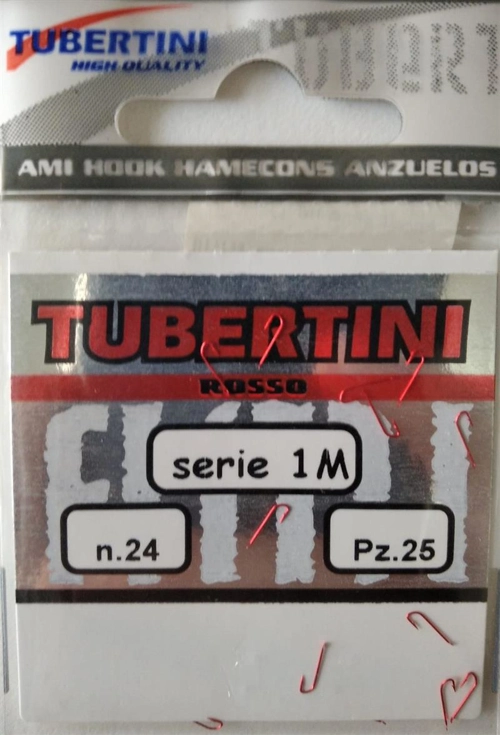 TUBERTINI
HIGH QUALITY
AMI HOOK HAMECONS ANZUELOS
TUBERTINI
ROSSO
serie 1M
n.24
Pz.25